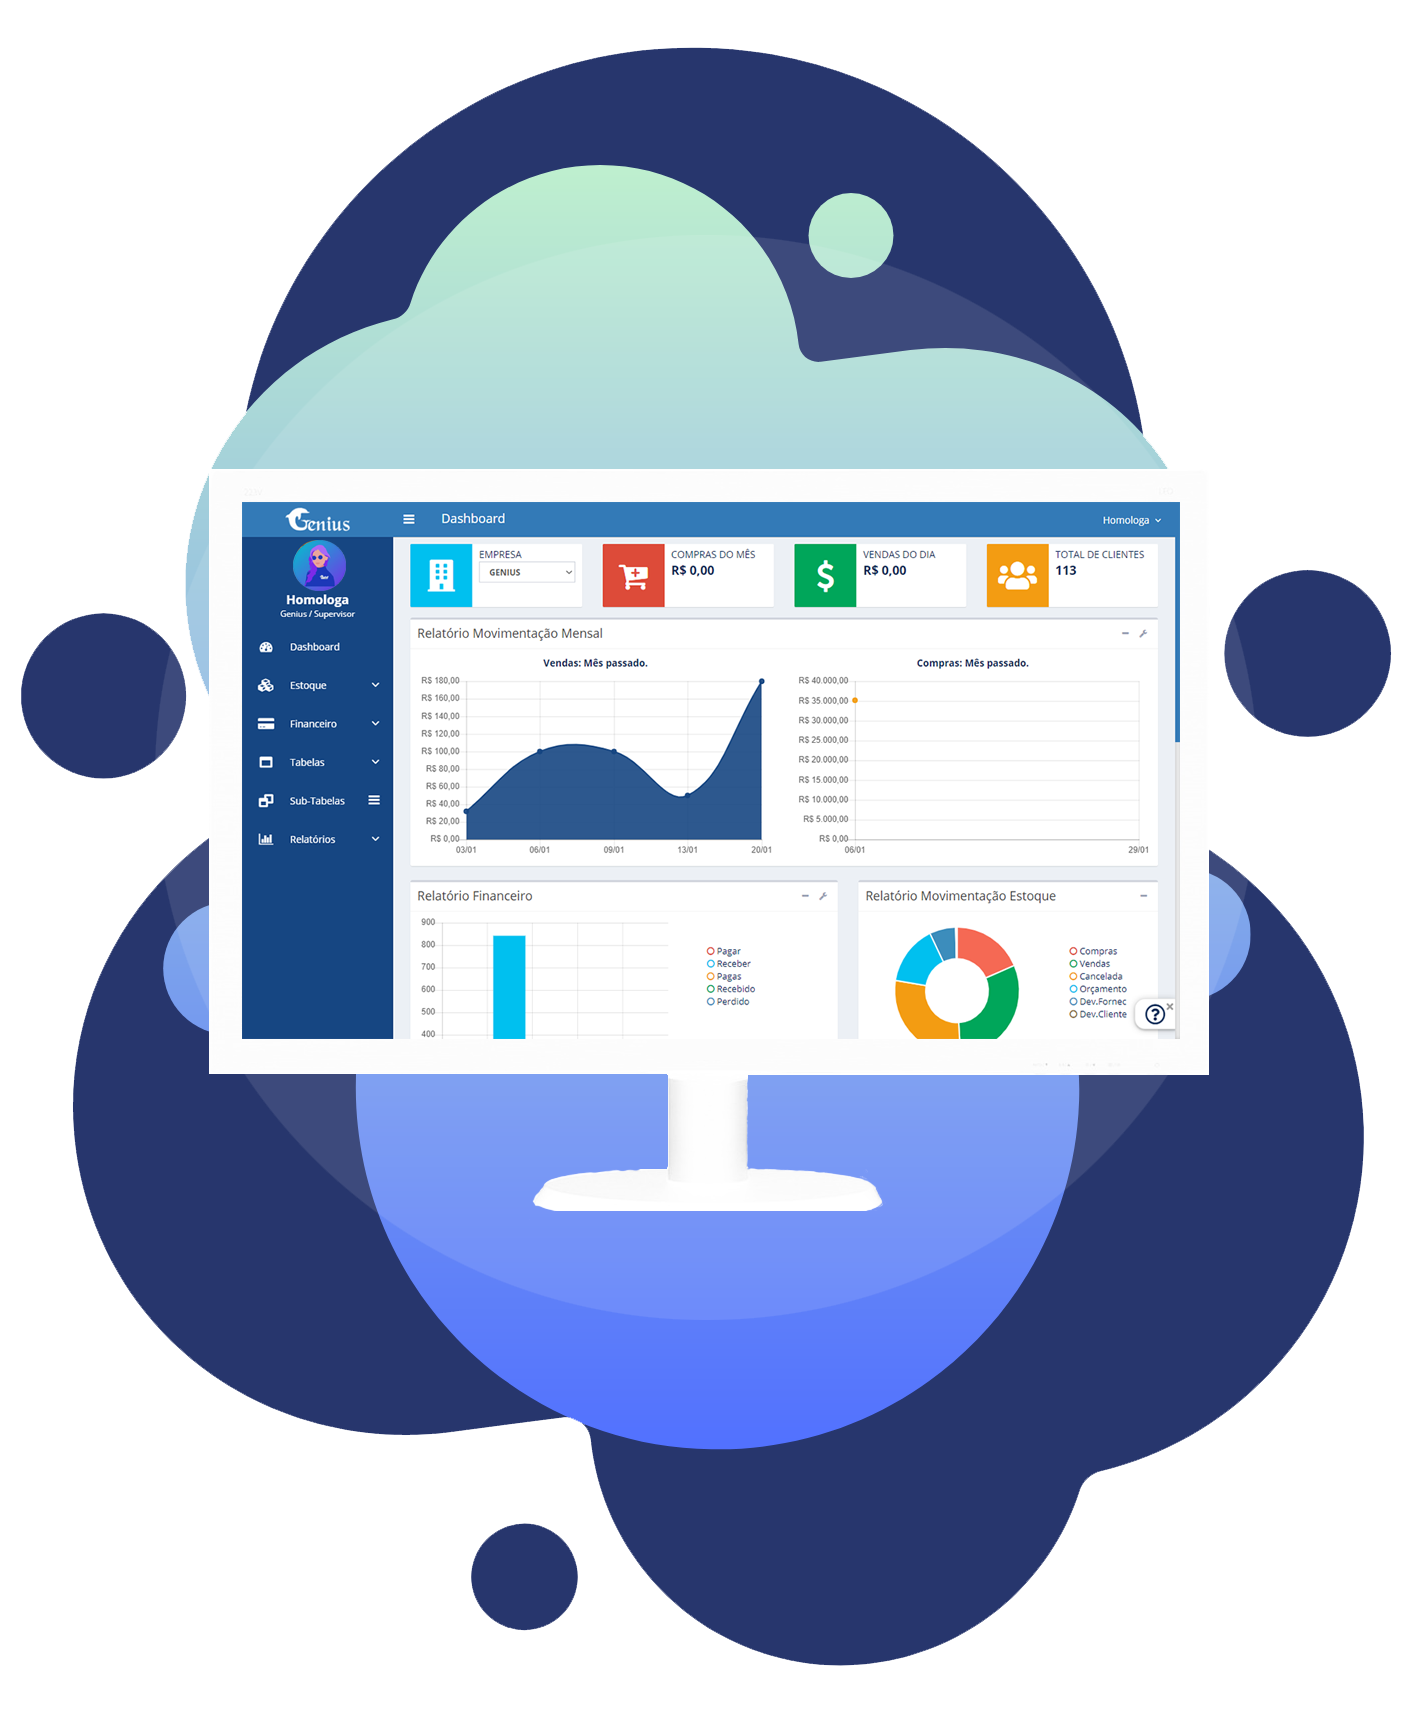 Genius
Dashboard
Homologa
Homologa
Genius / Supervisor
Dashboard
Estoque
Financeiro
Tabelas
Sub-Tabelas
Relatórios
EMPRESA
GENIUS
COMPRAS DO MÊS
R$ 0,00
VENDAS DO DIA
R$ 0,00
TOTAL DE CLIENTES
113
Relatório Movimentação Mensal
Vendas: Mês passado.
R$ 180,00
R$ 160,00
R$ 140,00
R$ 120,00
R$ 100,00
R$ 80,00
R$ 60,00
R$ 40,00
R$ 20,00
R$ 0,00
03/01 06/01 09/01 13/01 20/01
Compras: Mês passado.
R$ 40.000,00
R$ 35.000,00
R$ 30.000,00
R$ 25.000,00
R$ 20.000,00
R$ 15.000,00
R$ 10.000,00
R$ 5.000,00
R$ 0,00
06/01 29/01
Relatório Financeiro
900
800
700
600
500
400
Pagar
Receber
Pagas
Recebido
Perdido
Relatório Movimentação Estoque
Compras
Vendas
Cancelada
Orçamento
Dev.Fornec
Dev.Cliente